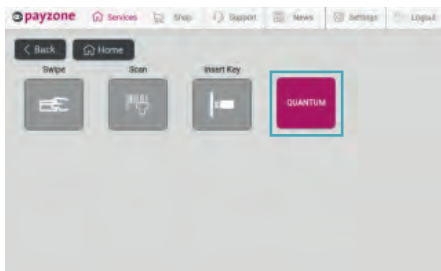 payzone Services Shop Support News Settings Logout
Back Home
Swipe Scan Insert Key
QUANTUM